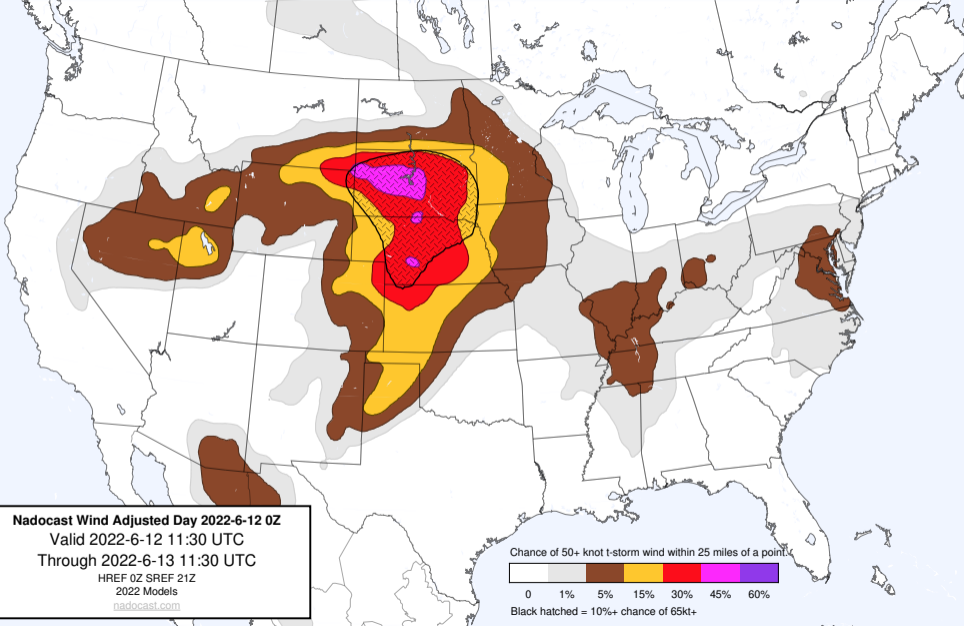 Nadocast Wind Adjusted Day 2022-6-12 0Z
Valid 2022-6-12 11:30 UTC
Through 2022-6-13 11:30 UTC
HREF 0Z SREF 21Z
2022 Models
nadocast.com
Chance of 50+ knot t-storm wind within 25 miles of a point.
0 1% 5% 15% 30% 45% 60%
Black hatched = 10%+ chance of 65kt+